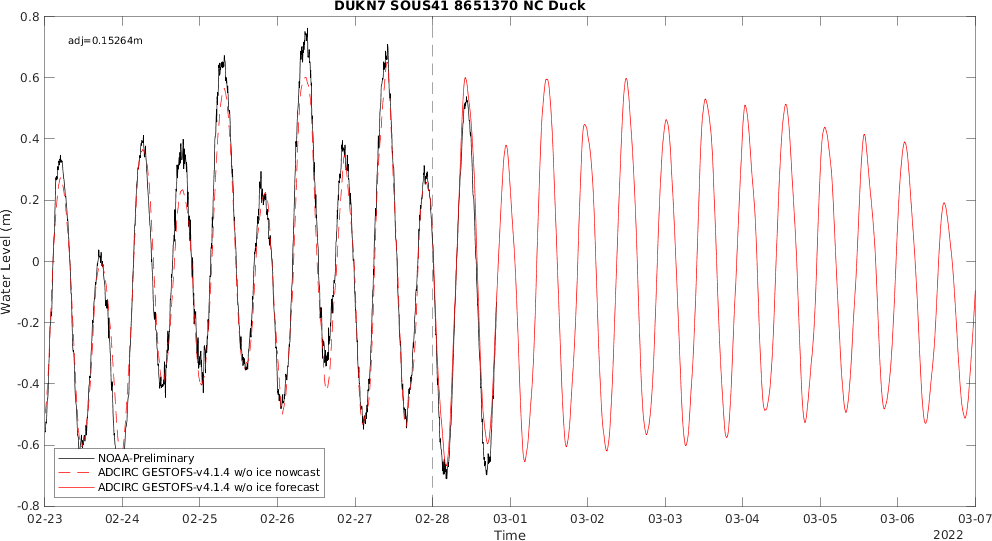 DUKN7 SOUS41 8651370 NC Duck
adj=0.15264m
0.8
0.6
0.4
0.2
0
-0.2
-0.4
-0.6
-0.8
Water Level (m)
NOAA-Preliminary
ADCIRC GESTOFS-v4.1.4 w/o ice nowcast
ADCIRC GESTOFS-v4.1.4 w/o ice forecast
02-23 02-24 02-25 02-26 02-27 02-28 03-01 03-02 03-03 03-04 03-05 03-06 03-07
Time
2022